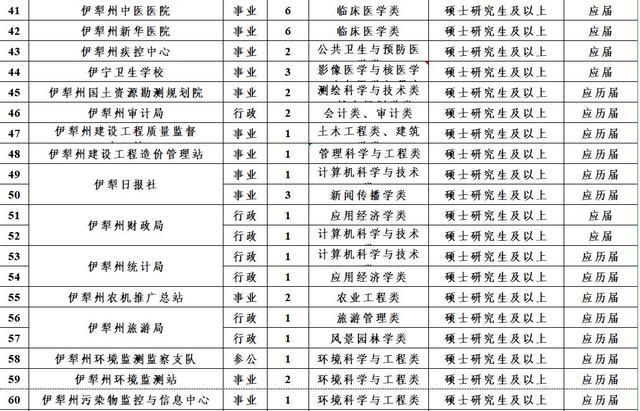 41 伊犁州中医医院 事业 6 临床医学类 硕士研究生及以上 应届
42 伊犁州新华医院 事业 6 临床医学类 硕士研究生及以上 应届
43 伊犁州疾控中心 事业 2 公共卫生与预防医 硕士研究生及以上 应届
44 伊宁卫生学校 事业 3 影像医学与核医学 硕士研究生及以上 应届
45 伊犁州国土资源勘测规划院 事业 2 测绘科学与技术类 硕士研究生及以上 应历届
46 伊犁州审计局 行政 2 会计类、审计类 硕士研究生及以上 应历届
47 伊犁州建设工程质量监督 事业 1 土木工程类、建筑 硕士研究生及以上 应历届
48 伊犁州建设工程造价管理站 事业 1 管理科学与工程类 硕士研究生及以上 应历届
49 伊犁日报社 事业 1 计算机科学与技术 硕士研究生及以上 应历届
50 事业 3 新闻传播学类 硕士研究生及以上 应历届
51 伊犁州财政局 行政 1 应用经济学类 硕士研究生及以上 应届
52 行政 1 计算机科学与技术 硕士研究生及以上 应届
53 伊犁州统计局 行政 1 计算机科学与技术 硕士研究生及以上 应历届
54 行政 1 应用经济学类 硕士研究生及以上 应历届
55 伊犁州农机推广总站 事业 2 农业工程类 硕士研究生及以上 应历届
56 伊犁州旅游局 行政 1 旅游管理类 硕士研究生及以上 应历届
57 行政 1 风景园林学类 硕士研究生及以上 应历届
58 伊犁州环境监测监察支队 参公 1 环境科学与工程类 硕士研究生及以上 应历届
59 伊犁州环境监测站 事业 2 环境科学与工程类 硕士研究生及以上 应历届
60 伊犁州污染物监控与信息中心 事业 1 环境科学与工程类 硕士研究生及以上 应历届